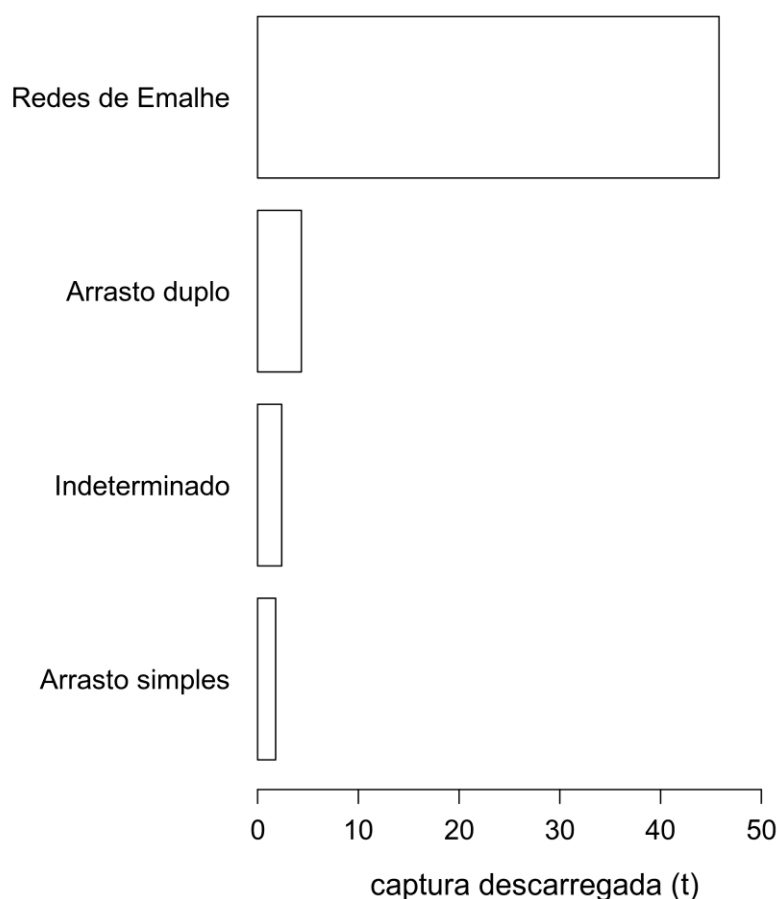 Redes de Emalhe
Arrasto duplo
Indeterminado
Arrasto simples
0 10 20 30 40 50
captura descarregada (t)